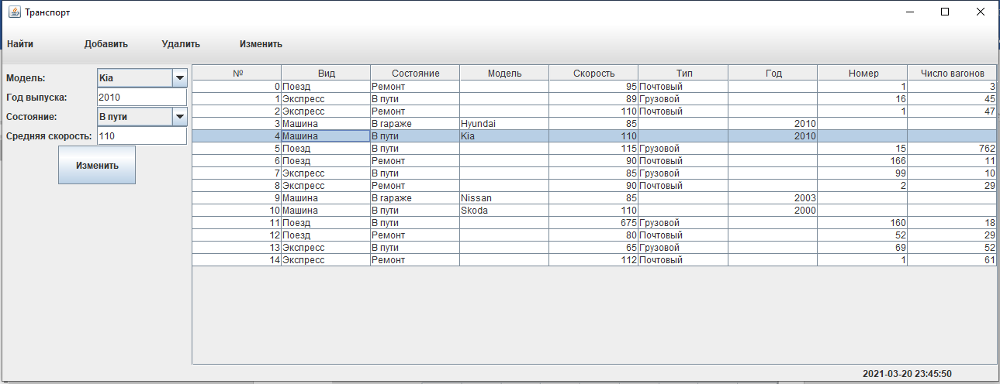 Транспорт
Найти Добавить Удалить Изменить
Модель: Kia
Год выпуска: 2010
Состояние: В пути
Средняя скорость: 110
Изменить
№ Вид Состояние Модель Скорость Тип Год Номер Число вагонов
0 Поезд Ремонт 95 Почтовый 1 3
1 Экспресс В пути 89 Грузовой 16 45
2 Экспресс Ремонт 110 Почтовый 1 47
3 Машина В гараже Hyundai 85 2010
4 Машина В пути Kia 110 2010
5 Поезд В пути 115 Грузовой 15 762
6 Поезд Ремонт 90 Почтовый 166 11
7 Экспресс В пути 85 Грузовой 99 10
8 Экспресс Ремонт 90 Почтовый 2 29
9 Машина В гараже Nissan 85 2003
10 Машина В пути Skoda 110 2000
11 Поезд В пути 675 Грузовой 160 18
12 Поезд Ремонт 80 Почтовый 52 29
13 Экспресс В пути 65 Грузовой 69 52
14 Экспресс Ремонт 112 Почтовый 1 61
2021-03-20 23:45:50